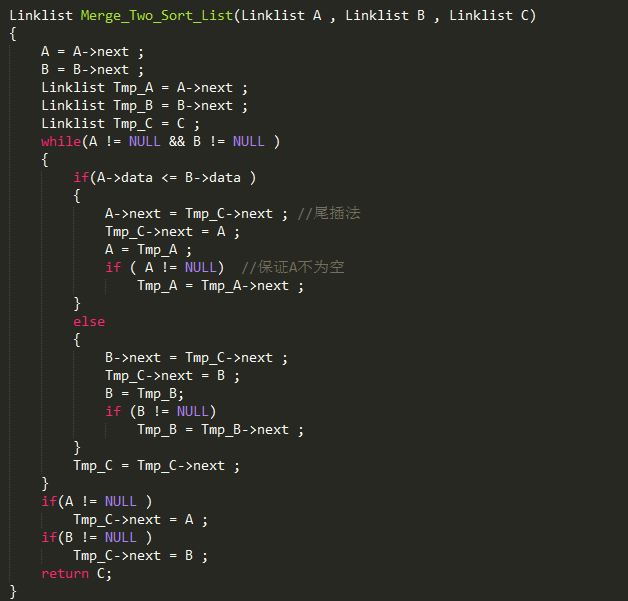 Linklist Merge_Two_Sort_List(Linklist A , Linklist B , Linklist C)
{
    A = A->next ;
    B = B->next ;
    Linklist Tmp_A = A->next ;
    Linklist Tmp_B = B->next ;
    Linklist Tmp_C = C ;
    while(A != NULL && B != NULL )
    {
        if(A->data <= B->data )
        {
            A->next = Tmp_C->next ; //尾插法
            Tmp_C->next = A ;
            A = Tmp_A ;
            if ( A != NULL)  //保证A不为空
                Tmp_A = Tmp_A->next ;
        }
        else
        {
            B->next = Tmp_C->next ;
            Tmp_C->next = B ;
            B = Tmp_B;
            if (B != NULL)
                Tmp_B = Tmp_B->next ;
        }
        Tmp_C = Tmp_C->next ;
    }
    if(A != NULL )
        Tmp_C->next = A ;
    if(B != NULL )
        Tmp_C->next = B ;
    return C;
}